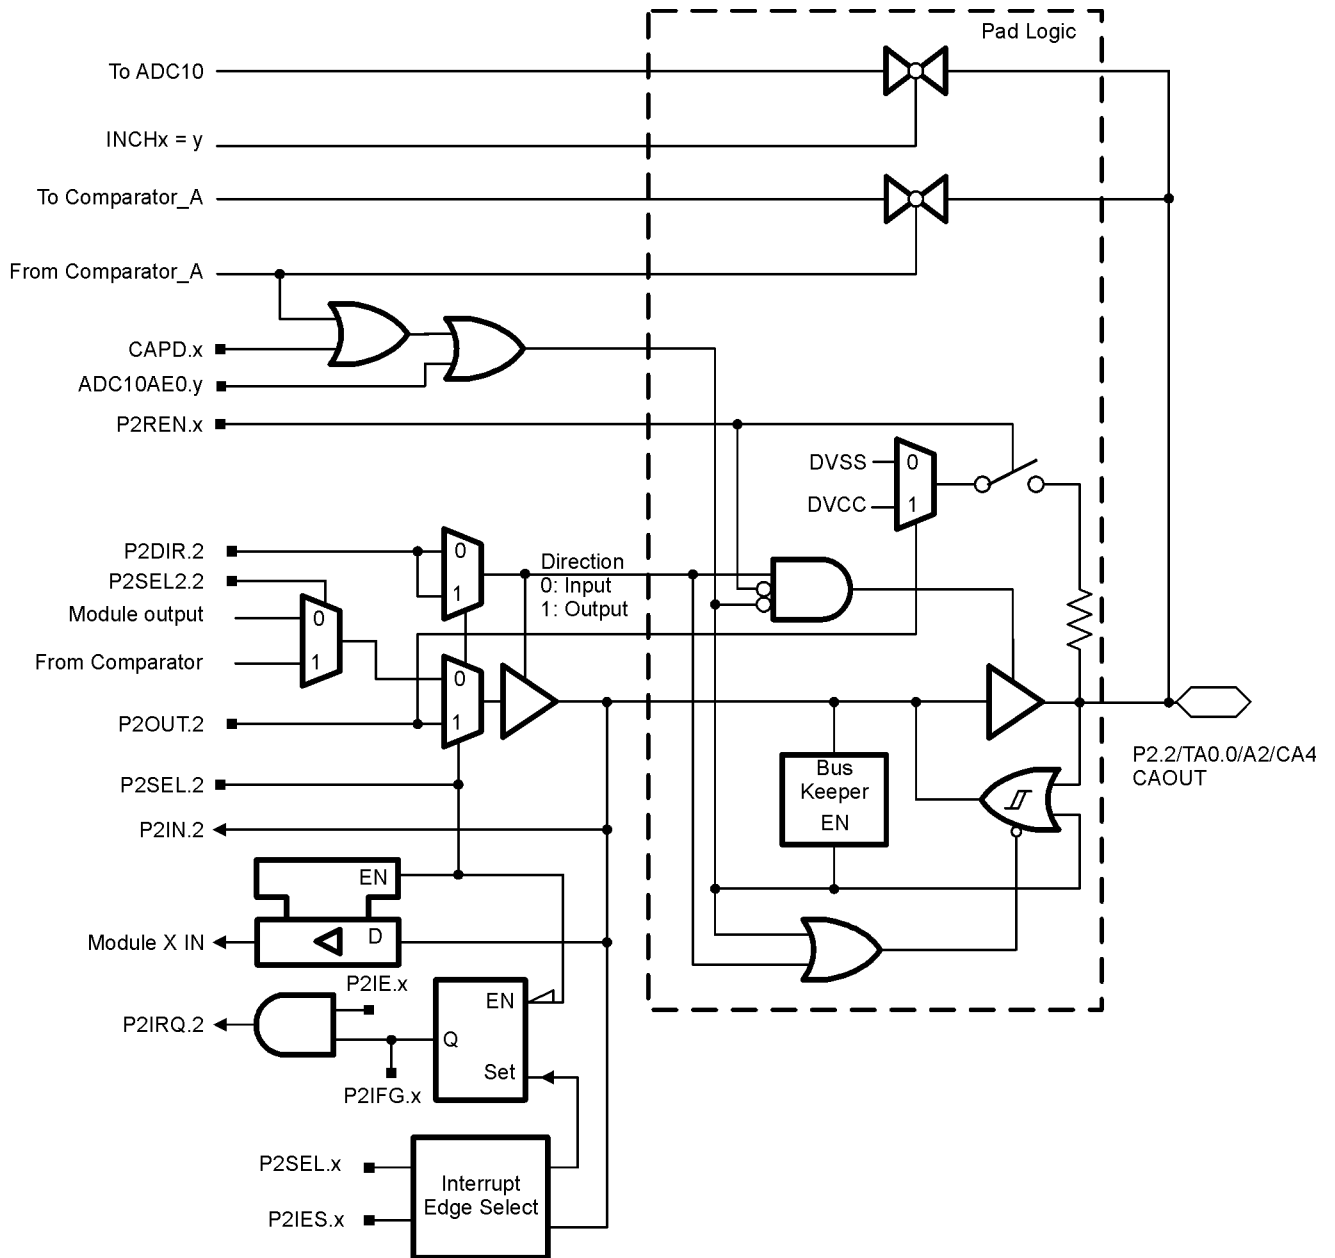 Pad Logic
To ADC10
INCHx = y
To Comparator_A
From Comparator_A
CAPD.x
ADC10AE0.y
P2REN.x
DVSS
0
DVCC
1
P2DIR.2
0
Direction
0: Input
1: Output
P2SEL2.2
1
Module output
0
From Comparator
1
0
P2OUT.2
1
P2.2/TA0.0/A2/CA4
CAOUT
Bus
Keeper
EN
P2SEL.2
P2IN.2
EN
Module X IN
D
P2IE.x
EN
P2IRQ.2
Q
Set
P2IFG.x
P2SEL.x
Interrupt
Edge Select
P2IES.x